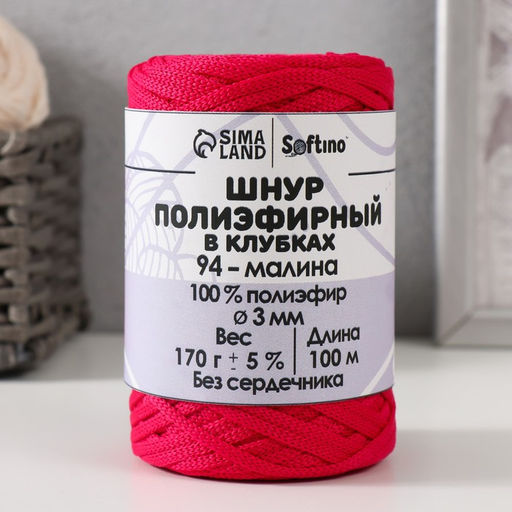 SIMA LAND Softino
ШНУР
ПОЛИЭФИРНЫЙ
В КЛУБКАХ
94 – малина
100 % полиэфир
⌀ 3 мм
Вес Длина
170 г ± 5 % 100 м
Без сердечника